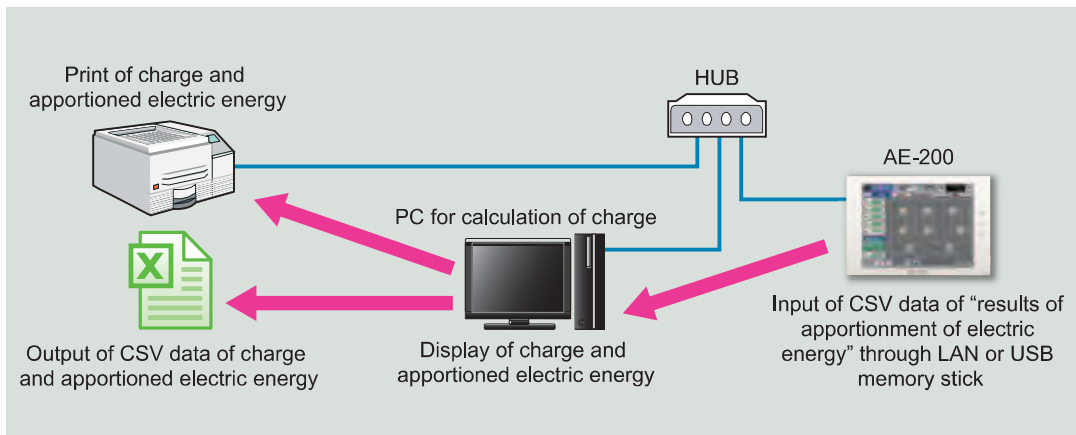 Print of charge and
apportioned electric energy
HUB
AE-200
PC for calculation of charge
X
Output of CSV data of charge
and apportioned electric energy
Display of charge and
apportioned electric energy
Input of CSV data of “results of
apportionment of electric
energy” through LAN or USB
memory stick